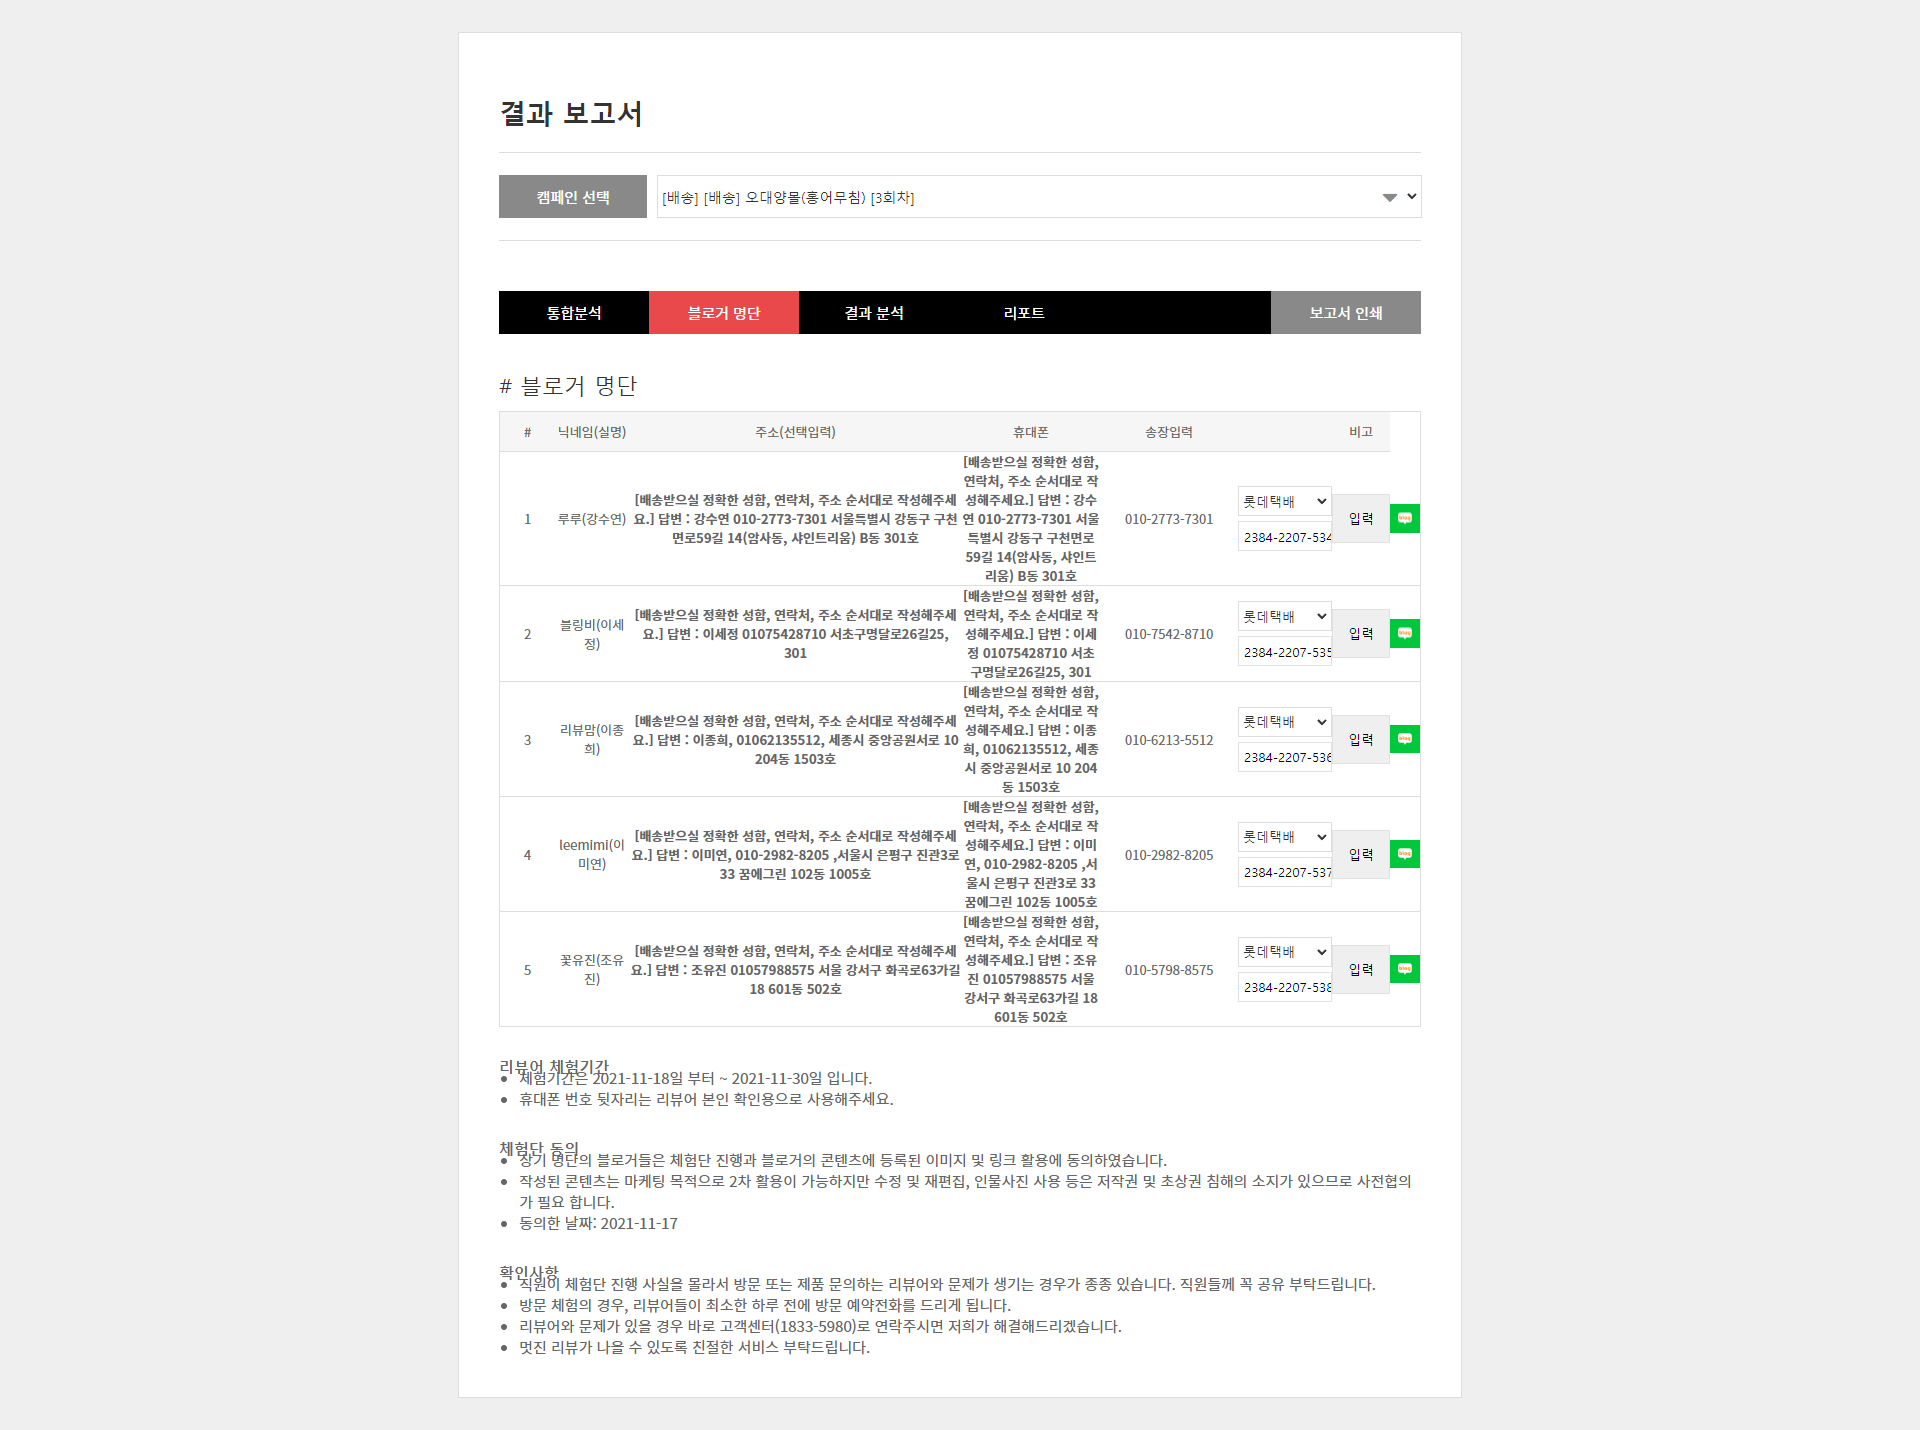 결과 보고서
캠페인 선택
[배송] [배송] 오대양몰(홍어무침) [3회차]
통합분석
블로거 명단
결과 분석
리포트
보고서 인쇄
# 블로거 명단
# 닉네임(실명) 주소(선택입력) 휴대폰 송장입력 비고
1
루루(강수연)
[배송받으실 정확한 성함, 연락처, 주소 순서대로 작성해주세
요.] 답변 : 강수연 010-2773-7301 서울특별시 강동구 구천
면로59길 14(암사동, 샤인트리움) B동 301호
[배송받으실 정확한 성함,
연락처, 주소 순서대로 작
성해주세요.] 답변 : 강수
연 010-2773-7301 서울
특별시 강동구 구천면로
59길 14(암사동, 샤인트
리움) B동 301호
010-2773-7301
롯데택배
2384-2207-534
입력
blog
2
블링비(이세
정)
[배송받으실 정확한 성함, 연락처, 주소 순서대로 작성해주세
요.] 답변 : 이세정 01075428710 서초구명달로26길25,
301
[배송받으실 정확한 성함,
연락처, 주소 순서대로 작
성해주세요.] 답변 : 이세
정 01075428710 서초
구명달로26길25, 301
010-7542-8710
롯데택배
2384-2207-535
입력
blog
3
리뷰맘(이종
희)
[배송받으실 정확한 성함, 연락처, 주소 순서대로 작성해주세
요.] 답변 : 이종희, 01062135512, 세종시 중앙공원서로 10
204동 1503호
[배송받으실 정확한 성함,
연락처, 주소 순서대로 작
성해주세요.] 답변 : 이종
희, 01062135512, 세종
시 중앙공원서로 10 204
동 1503호
010-6213-5512
롯데택배
2384-2207-536
입력
blog
4
leemimi(이
미연)
[배송받으실 정확한 성함, 연락처, 주소 순서대로 작성해주세
요.] 답변 : 이미연, 010-2982-8205 ,서울시 은평구 진관3로
33 꿈에그린 102동 1005호
[배송받으실 정확한 성함,
연락처, 주소 순서대로 작
성해주세요.] 답변 : 이미
연, 010-2982-8205 ,서
울시 은평구 진관3로 33
꿈에그린 102동 1005호
010-2982-8205
롯데택배
2384-2207-537
입력
blog
5
꽃유진(조유
진)
[배송받으실 정확한 성함, 연락처, 주소 순서대로 작성해주세
요.] 답변 : 조유진 01057988575 서울 강서구 화곡로63가길
18 601동 502호
[배송받으실 정확한 성함,
연락처, 주소 순서대로 작
성해주세요.] 답변 : 조유
진 01057988575 서울
강서구 화곡로63가길 18
601동 502호
010-5798-8575
롯데택배
2384-2207-538
입력
blog
리뷰어 체험기간
• 체험기간은 2021-11-18일 부터 ~ 2021-11-30일 입니다.
• 휴대폰 번호 뒷자리는 리뷰어 본인 확인용으로 사용해주세요.
체험단 동의
• 상기 명단의 블로거들은 체험단 진행과 블로거의 콘텐츠에 등록된 이미지 및 링크 활용에 동의하였습니다.
• 작성된 콘텐츠는 마케팅 목적으로 2차 활용이 가능하지만 수정 및 재편집, 인물사진 사용 등은 저작권 및 초상권 침해의 소지가 있으므로 사전협의
가 필요 합니다.
• 동의한 날짜: 2021-11-17
확인사항
• 직원이 체험단 진행 사실을 몰라서 방문 또는 제품 문의하는 리뷰어와 문제가 생기는 경우가 종종 있습니다. 직원들께 꼭 공유 부탁드립니다.
• 방문 체험의 경우, 리뷰어들이 최소한 하루 전에 방문 예약전화를 드리게 됩니다.
• 리뷰어와 문제가 있을 경우 바로 고객센터(1833-5980)로 연락주시면 저희가 해결해드리겠습니다.
• 멋진 리뷰가 나올 수 있도록 친절한 서비스 부탁드립니다.